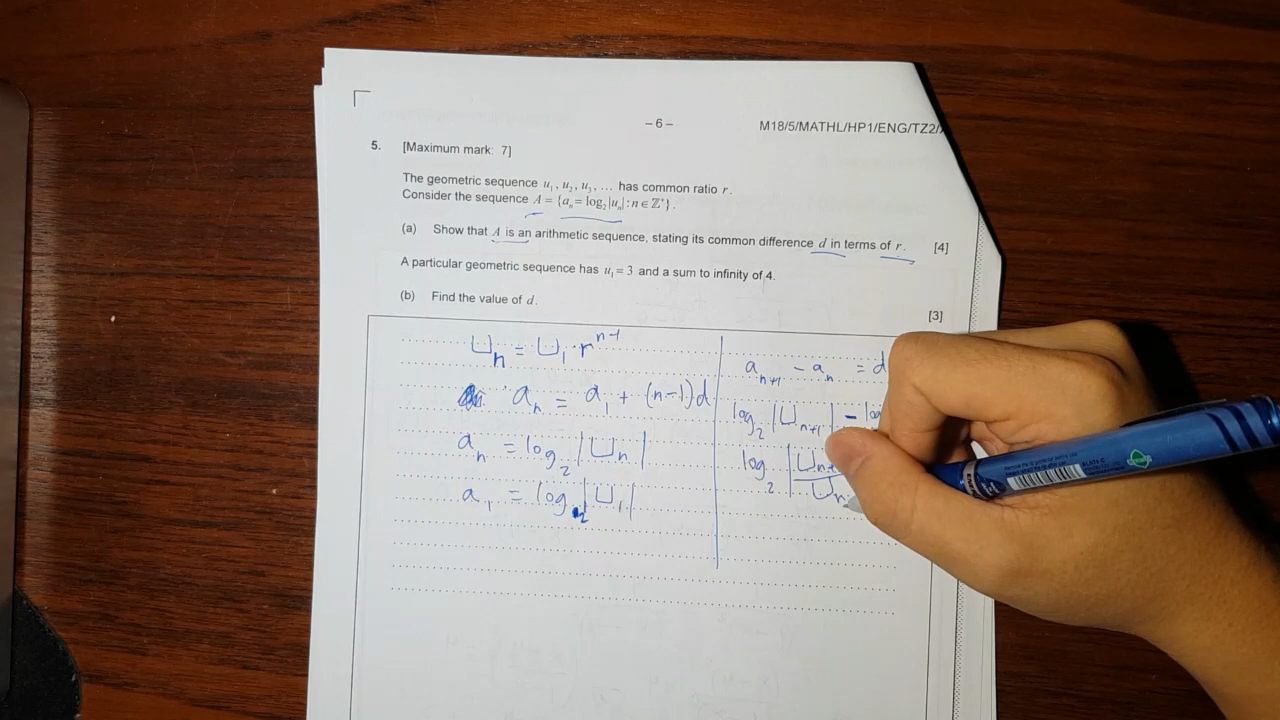 – 6 –
M18/5/MATHL/HP1/ENG/TZ2/
5. [Maximum mark: 7]
The geometric sequence u₁, u₂, u₃, … has common ratio r.
Consider the sequence A = {aₙ = log₂|uₙ| : n ∈ ℤ⁺}.
(a) Show that A is an arithmetic sequence, stating its common difference d in terms of r. [4]
A particular geometric sequence has u₁ = 3 and a sum to infinity of 4.
(b) Find the value of d. [3]
Uₙ = U₁ · rⁿ⁻¹
aₙ = a₁ + (n-1)d
aₙ = log₂ |Uₙ|
a₁ = log₂ |U₁|
aₙ₊₁ - aₙ = d
log₂ |Uₙ₊₁| -
log₂ |Uₙ₊
Uₙ